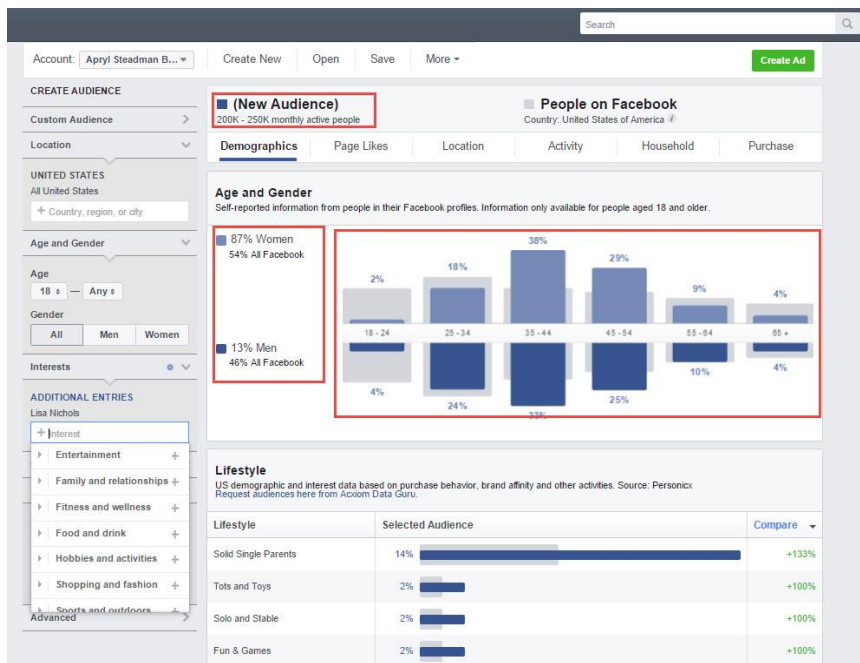 Search
Account: Apryl Steadman B... Create New Open Save More Create Ad
CREATE AUDIENCE
Custom Audience
Location
UNITED STATES
All United States
+ Country, region, or city
Age and Gender
Age
18 — Any
Gender
All Men Women
Interests
ADDITIONAL ENTRIES
Lisa Nichols
+ Interest
Entertainment +
Family and relationships +
Fitness and wellness +
Food and drink +
Hobbies and activities +
Shopping and fashion +
Sports and outdoors +
Advanced
(New Audience)
200K - 250K monthly active people
People on Facebook
Country: United States of America i
Demographics Page Likes Location Activity Household Purchase
Age and Gender
Self-reported information from people in their Facebook profiles. Information only available for people aged 18 and older.
87% Women
54% All Facebook
13% Men
46% All Facebook
2% 18% 38% 29% 9% 4%
18 - 24 25 - 34 35 - 44 45 - 54 55 - 64 65 +
4% 24% 33% 25% 10% 4%
Lifestyle
US demographic and interest data based on purchase behavior, brand affinity and other activities. Source: Personicx
Request audiences here from Acxiom Data Guru.
Lifestyle Selected Audience Compare
Solid Single Parents 14% +133%
Tots and Toys 2% +100%
Solo and Stable 2% +100%
Fun & Games 2% +100%